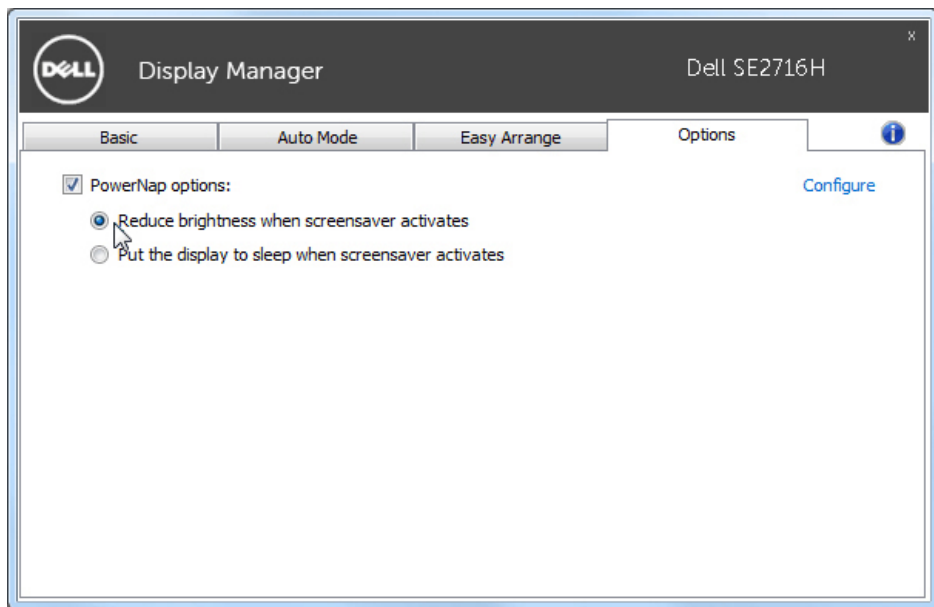 DELL
Display Manager
Dell SE2716H
x
Basic
Auto Mode
Easy Arrange
Options
i
PowerNap options:
Configure
Reduce brightness when screensaver activates
Put the display to sleep when screensaver activates